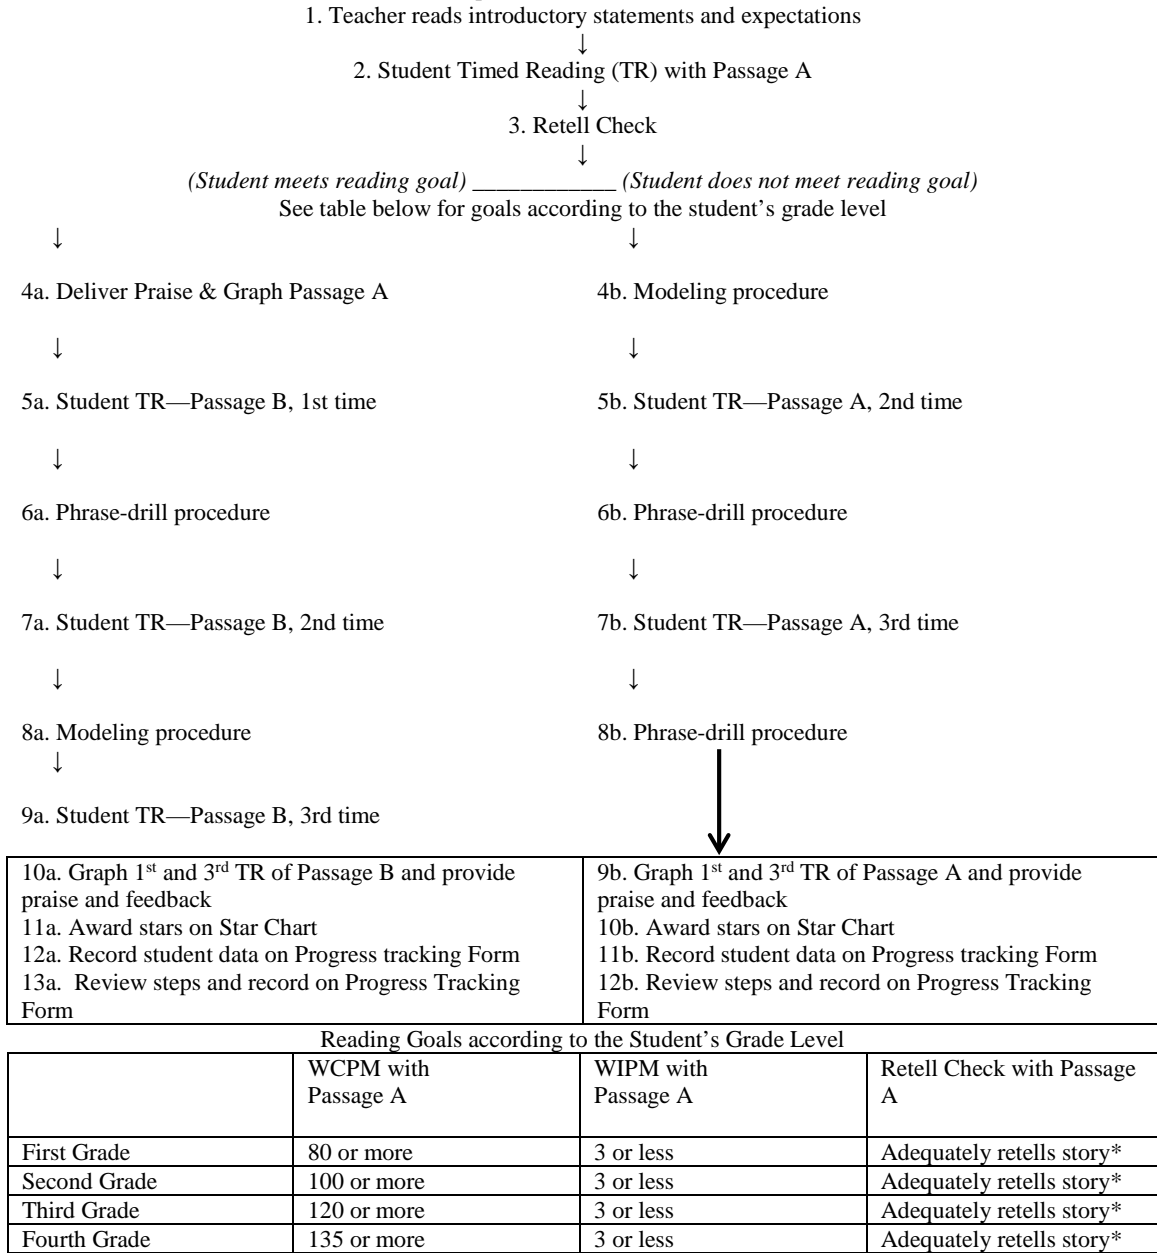 1. Teacher reads introductory statements and expectations
↓
2. Student Timed Reading (TR) with Passage A
↓
3. Retell Check
↓
(Student meets reading goal) ____________ (Student does not meet reading goal)
See table below for goals according to the student's grade level
↓ ↓
4a. Deliver Praise & Graph Passage A 4b. Modeling procedure
↓ ↓
5a. Student TR—Passage B, 1st time 5b. Student TR—Passage A, 2nd time
↓ ↓
6a. Phrase-drill procedure 6b. Phrase-drill procedure
↓ ↓
7a. Student TR—Passage B, 2nd time 7b. Student TR—Passage A, 3rd time
↓ ↓
8a. Modeling procedure 8b. Phrase-drill procedure
↓
9a. Student TR—Passage B, 3rd time
10a. Graph 1st and 3rd TR of Passage B and provide
praise and feedback
11a. Award stars on Star Chart
12a. Record student data on Progress tracking Form
13a. Review steps and record on Progress Tracking
Form
9b. Graph 1st and 3rd TR of Passage A and provide
praise and feedback
10b. Award stars on Star Chart
11b. Record student data on Progress tracking Form
12b. Review steps and record on Progress Tracking
Form
Reading Goals according to the Student's Grade Level
WCPM with
Passage A
WIPM with
Passage A
Retell Check with Passage
A
First Grade 80 or more 3 or less Adequately retells story*
Second Grade 100 or more 3 or less Adequately retells story*
Third Grade 120 or more 3 or less Adequately retells story*
Fourth Grade 135 or more 3 or less Adequately retells story*